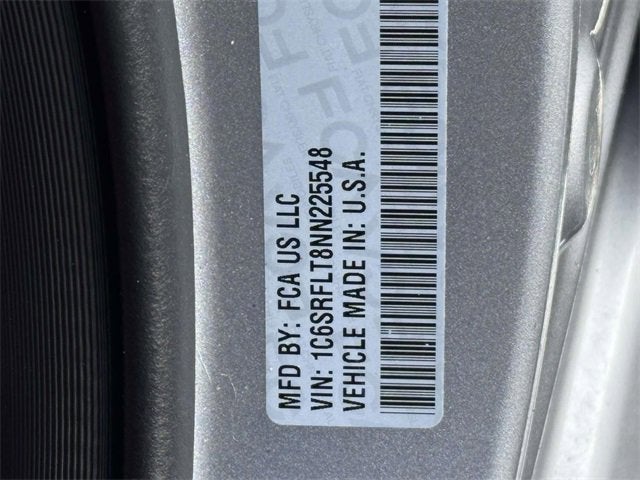 MFD BY: FCA US LLC
VIN: 1C6SRFLT8NN225548
VEHICLE MADE IN: U.S.A.